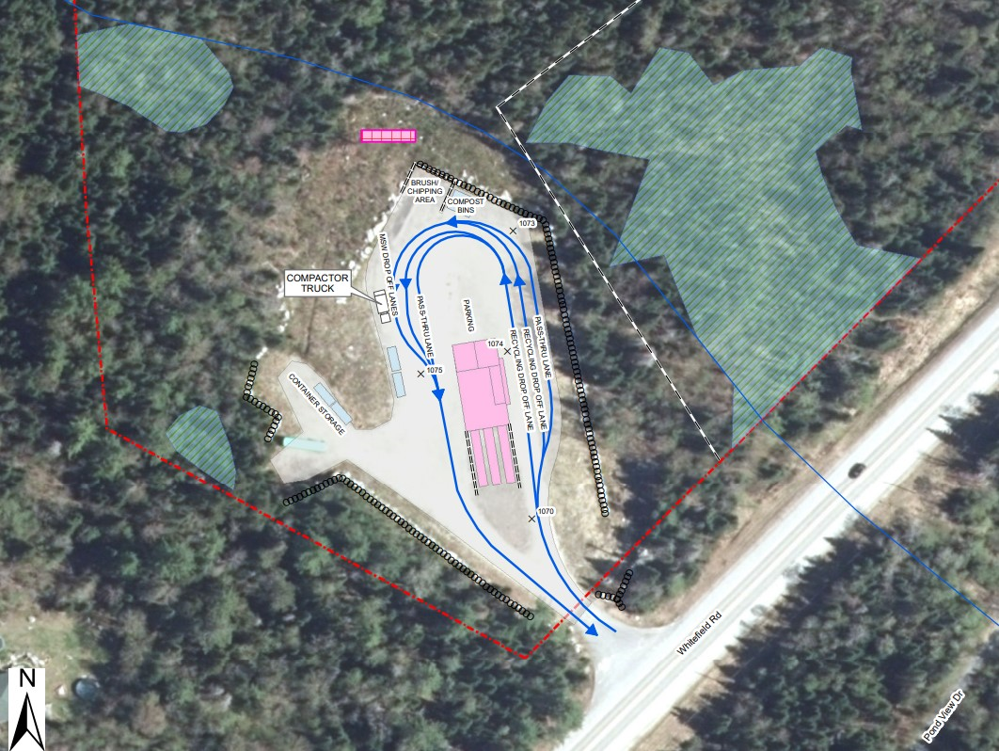 BRUSH/
CHIPPING
AREA
COMPOST
BINS
1073
MSW DROP OFF LANES
COMPACTOR
TRUCK
PASS-THRU LANE
PARKING
1074
RECYCLING DROP OFF LANE
RECYCLING DROP OFF LANE
PASS-THRU LANE
1075
CONTAINER STORAGE
1070
Whitefield Rd
N
Pond View Dr